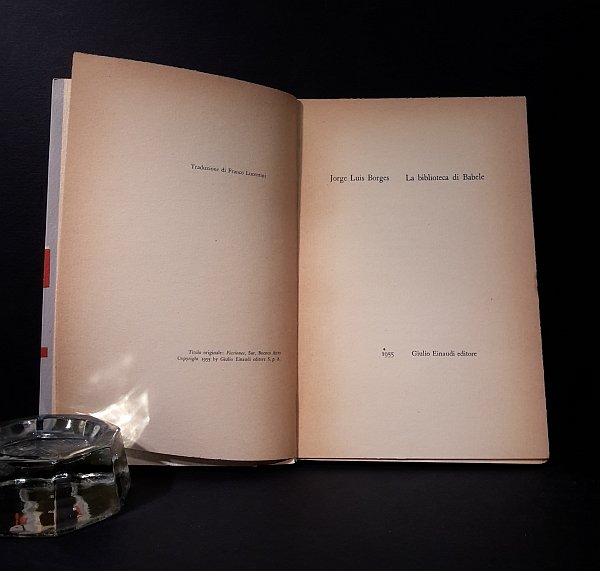 Traduzione di Franco Lucentini
Titolo originale: Ficciones, Sur, Buenos Aires
Copyright 1955 by Giulio Einaudi editore S. p. A.
Jorge Luis Borges La biblioteca di Babele
1955 Giulio Einaudi editore